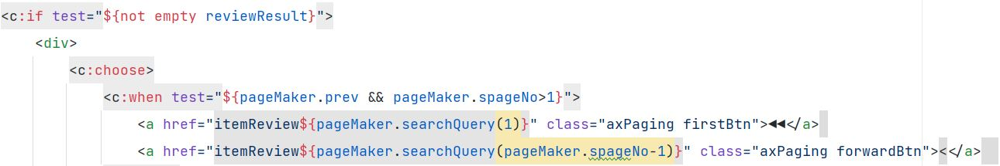 <c:if test="${not empty reviewResult}">
<div>
<c:choose>
<c:when test="${pageMaker.prev && pageMaker.spageNo>1}">
<a href="itemReview${pageMaker.searchQuery(1)}" class="axPaging firstBtn">◀◀</a>
<a href="itemReview${pageMaker.searchQuery(pageMaker.spageNo-1)}" class="axPaging forwardBtn"><</a>